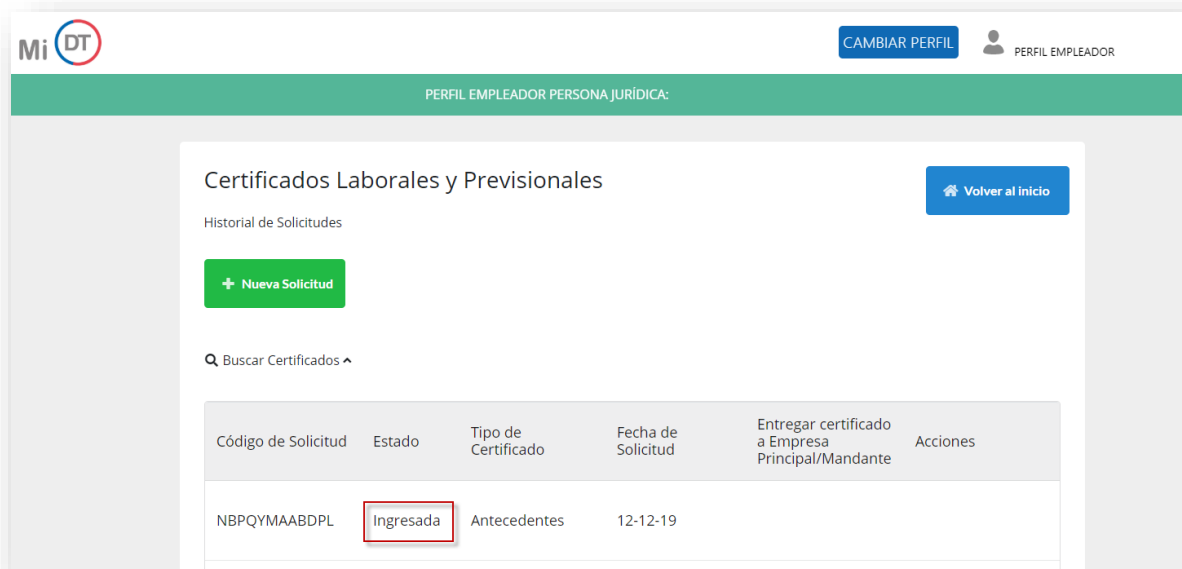 Mi DT
CAMBIAR PERFIL
PERFIL EMPLEADOR
PERFIL EMPLEADOR PERSONA JURÍDICA:
Certificados Laborales y Previsionales
Volver al inicio
Historial de Solicitudes
+ Nueva Solicitud
Buscar Certificados
Código de Solicitud
Estado
Tipo de
Certificado
Fecha de
Solicitud
Entregar certificado
a Empresa
Principal/Mandante
Acciones
NBPQYMAABDPL
Ingresada
Antecedentes
12-12-19